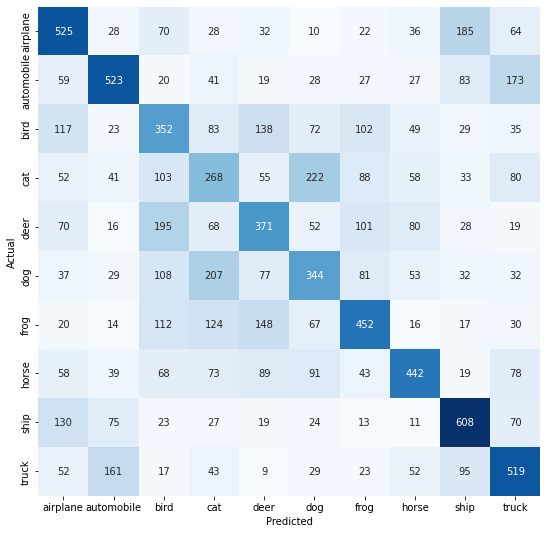 airplane 525 28 70 28 32 10 22 36 185 64
automobile 59 523 20 41 19 28 27 27 83 173
bird 117 23 352 83 138 72 102 49 29 35
cat 52 41 103 268 55 222 88 58 33 80
deer 70 16 195 68 371 52 101 80 28 19
dog 37 29 108 207 77 344 81 53 32 32
frog 20 14 112 124 148 67 452 16 17 30
horse 58 39 68 73 89 91 43 442 19 78
ship 130 75 23 27 19 24 13 11 608 70
truck 52 161 17 43 9 29 23 52 95 519
Actual
airplane automobile bird cat deer dog frog horse ship truck
Predicted